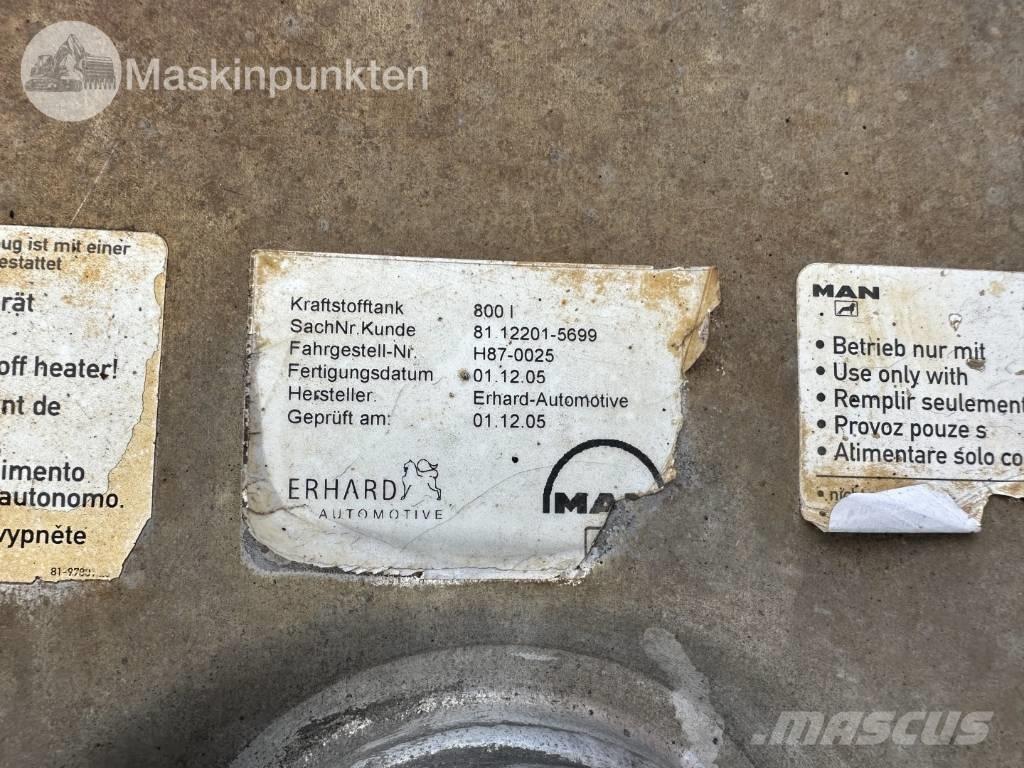 Maskinpunkten
ug ist mit einer
estattet
rät
off heater!
nt de
imento
autonomo.
vypněte
Kraftstofftank 800 l
SachNr.Kunde 81.12201-5699
Fahrgestell-Nr. H87-0025
Fertigungsdatum 01.12.05
Hersteller. Erhard-Automotive
Geprüft am: 01.12.05
ERHARD
AUTOMOTIVE
MAN
MAN
• Betrieb nur mit
• Use only with
• Remplir seulement
• Provoz pouze s
• Alimentare solo co
MASCUS